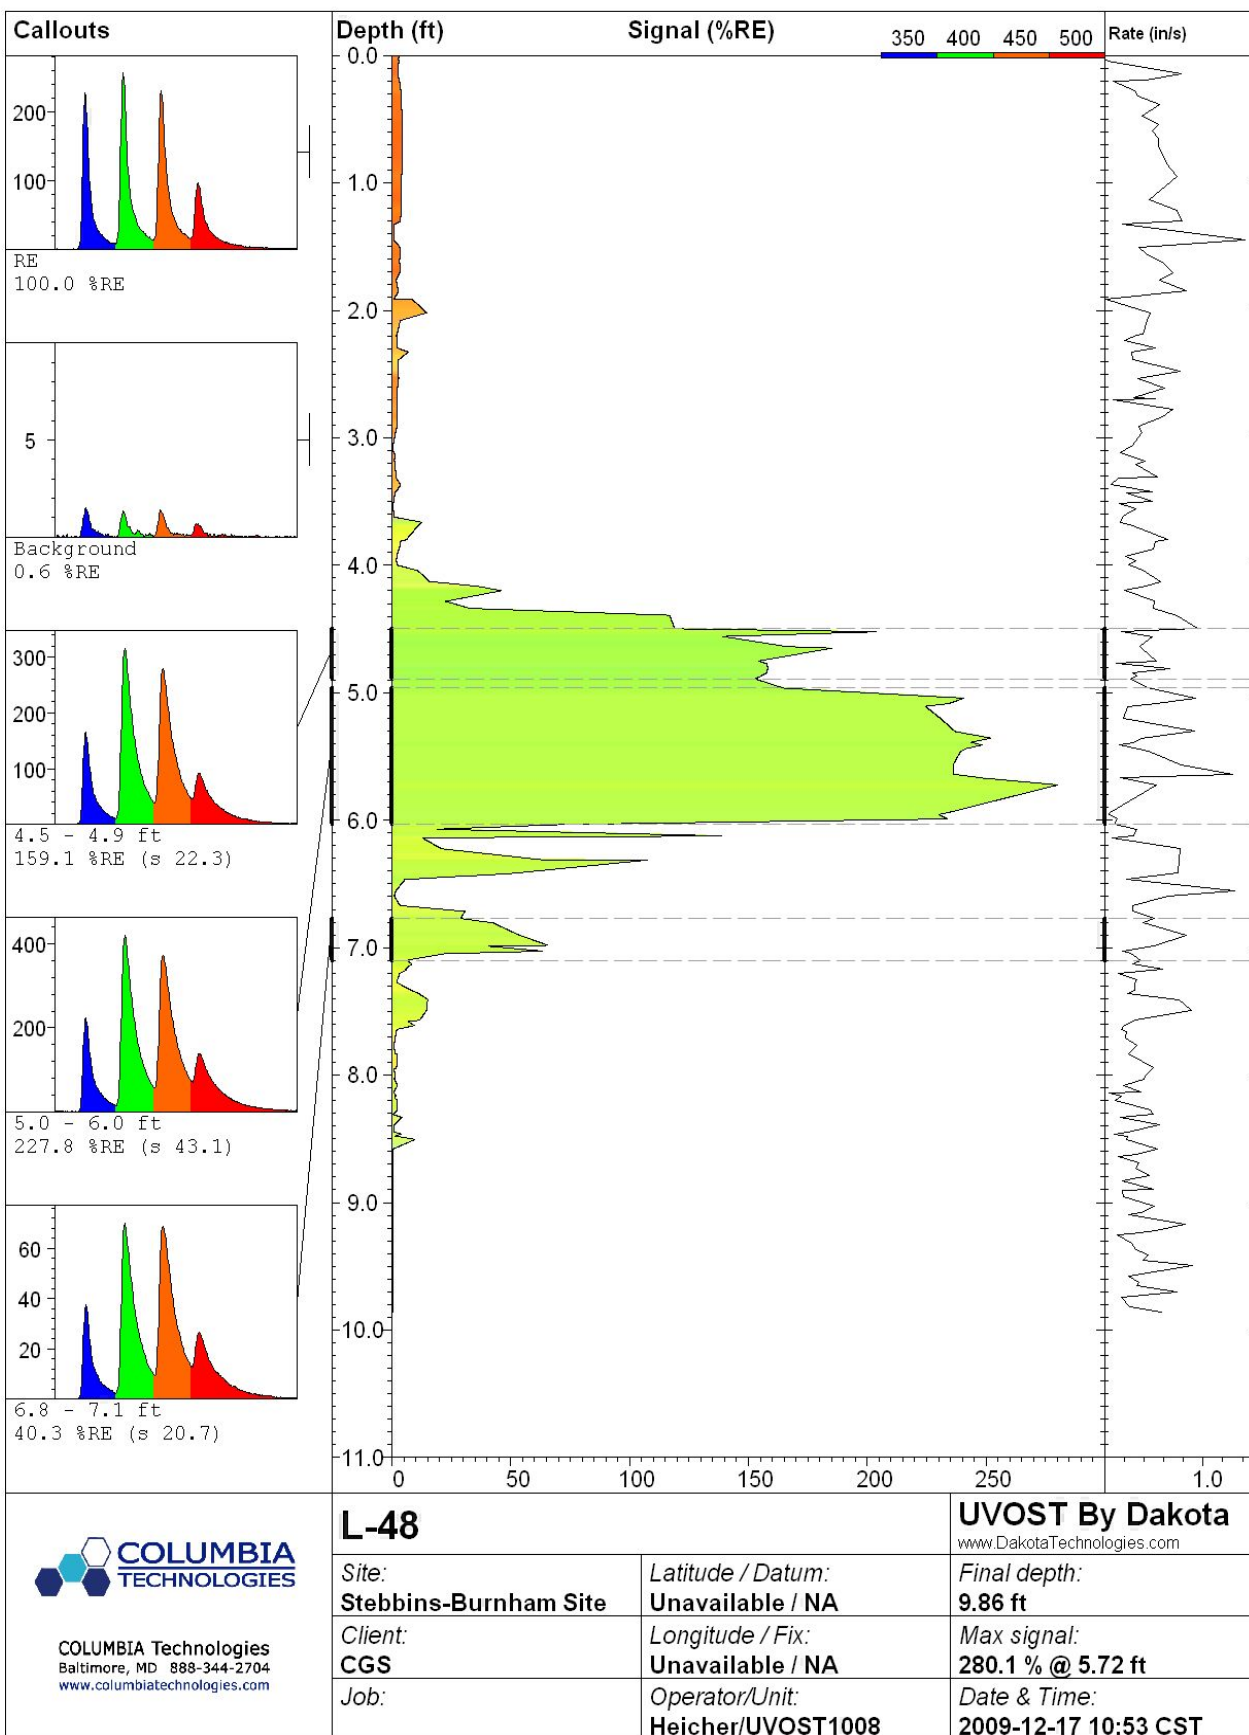 Callouts
Depth (ft)
Signal (%RE)
350 400 450 500
Rate (in/s)
200
100
RE
100.0 %RE
5
Background
0.6 %RE
300
200
100
4.5 - 4.9 ft
159.1 %RE (s 22.3)
400
200
5.0 - 6.0 ft
227.8 %RE (s 43.1)
60
40
20
6.8 - 7.1 ft
40.3 %RE (s 20.7)
0.0
1.0
2.0
3.0
4.0
5.0
6.0
7.0
8.0
9.0
10.0
11.0
0 50 100 150 200 250
1.0
COLUMBIA
TECHNOLOGIES
COLUMBIA Technologies
Baltimore, MD 888-344-2704
www.columbiatechnologies.com
L-48
UVOST By Dakota
www.DakotaTechnologies.com
Site:
Stebbins-Burnham Site
Latitude / Datum:
Unavailable / NA
Final depth:
9.86 ft
Client:
CGS
Longitude / Fix:
Unavailable / NA
Max signal:
280.1 % @ 5.72 ft
Job:
Operator/Unit:
Heicher/UVOST1008
Date & Time:
2009-12-17 10:53 CST